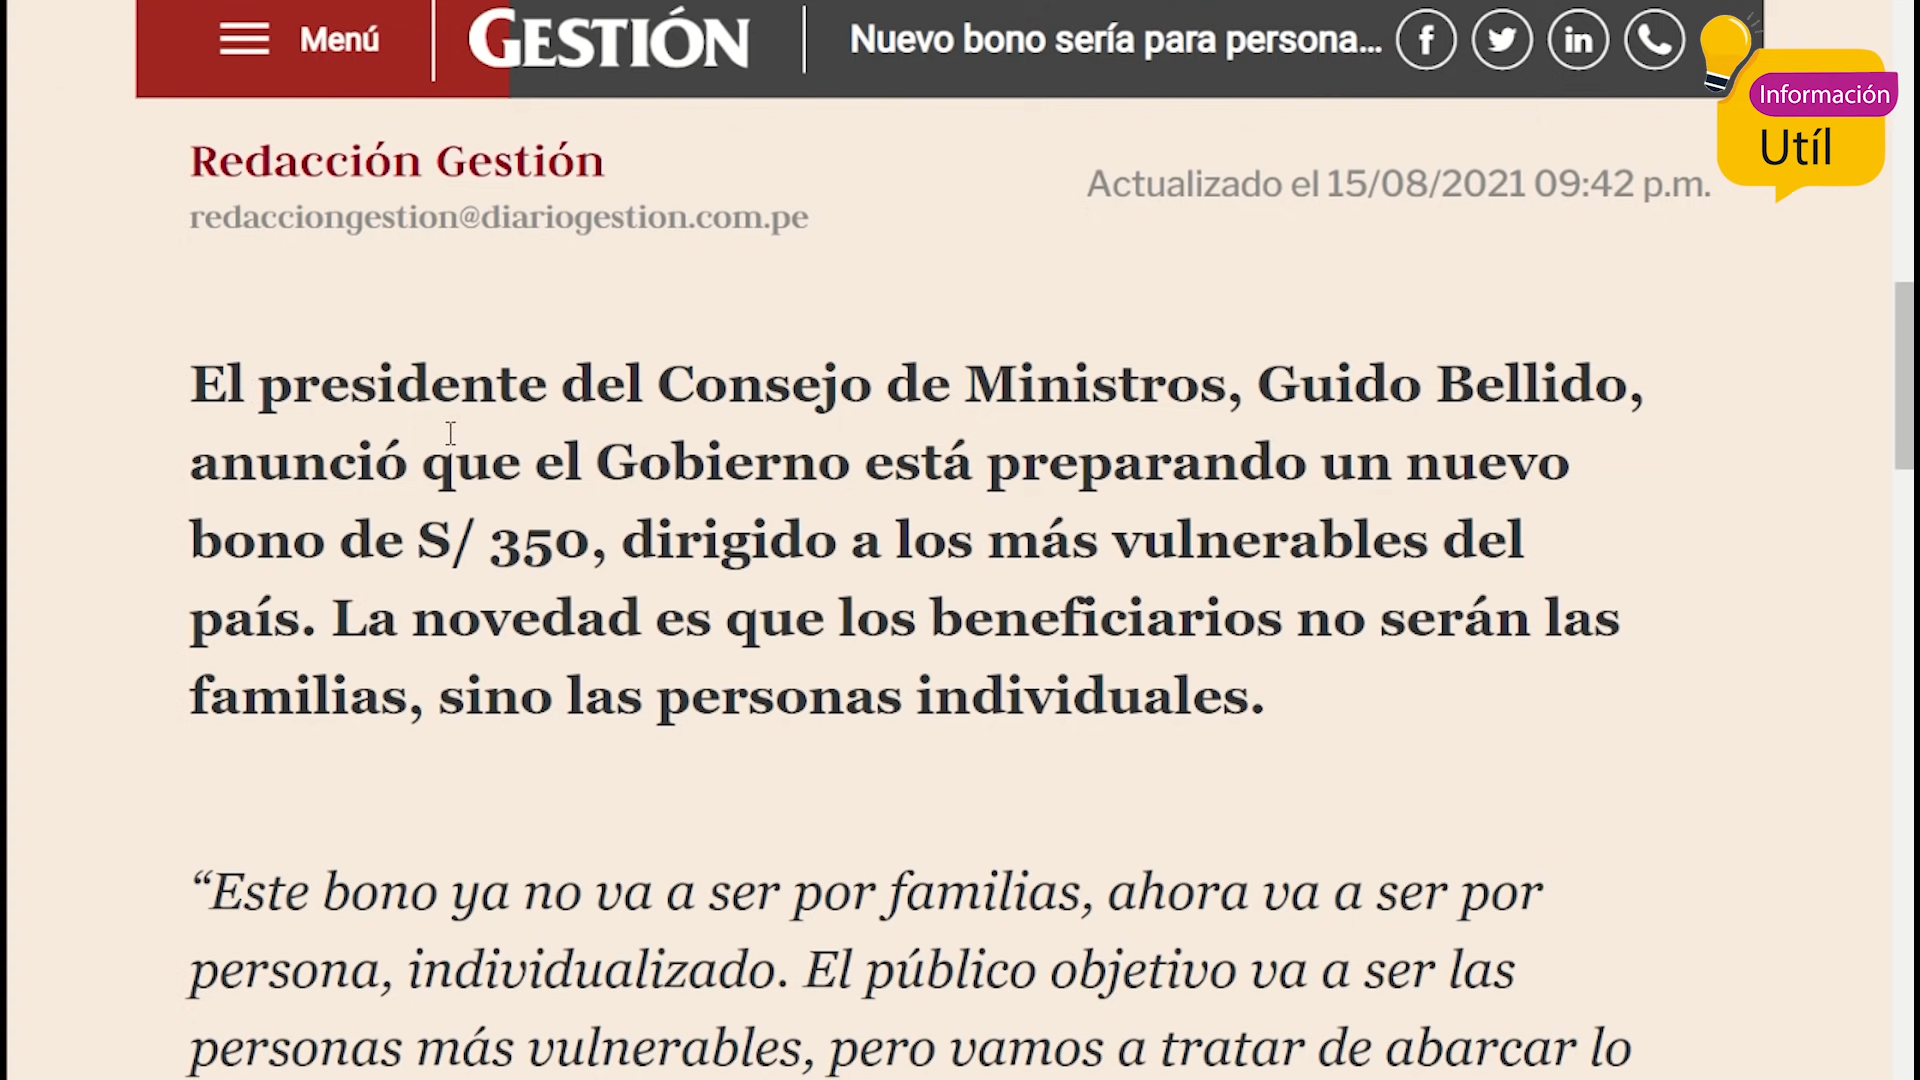 Menú
GESTIÓN
Nuevo bono sería para persona...
Información
Utíl
Redacción Gestión
redacciongestion@diariogestion.com.pe
Actualizado el 15/08/2021 09:42 p.m.
El presidente del Consejo de Ministros, Guido Bellido,
anunció que el Gobierno está preparando un nuevo
bono de S/ 350, dirigido a los más vulnerables del
país. La novedad es que los beneficiarios no serán las
familias, sino las personas individuales.
“Este bono ya no va a ser por familias, ahora va a ser por
persona, individualizado. El público objetivo va a ser las
personas más vulnerables, pero vamos a tratar de abarcar lo